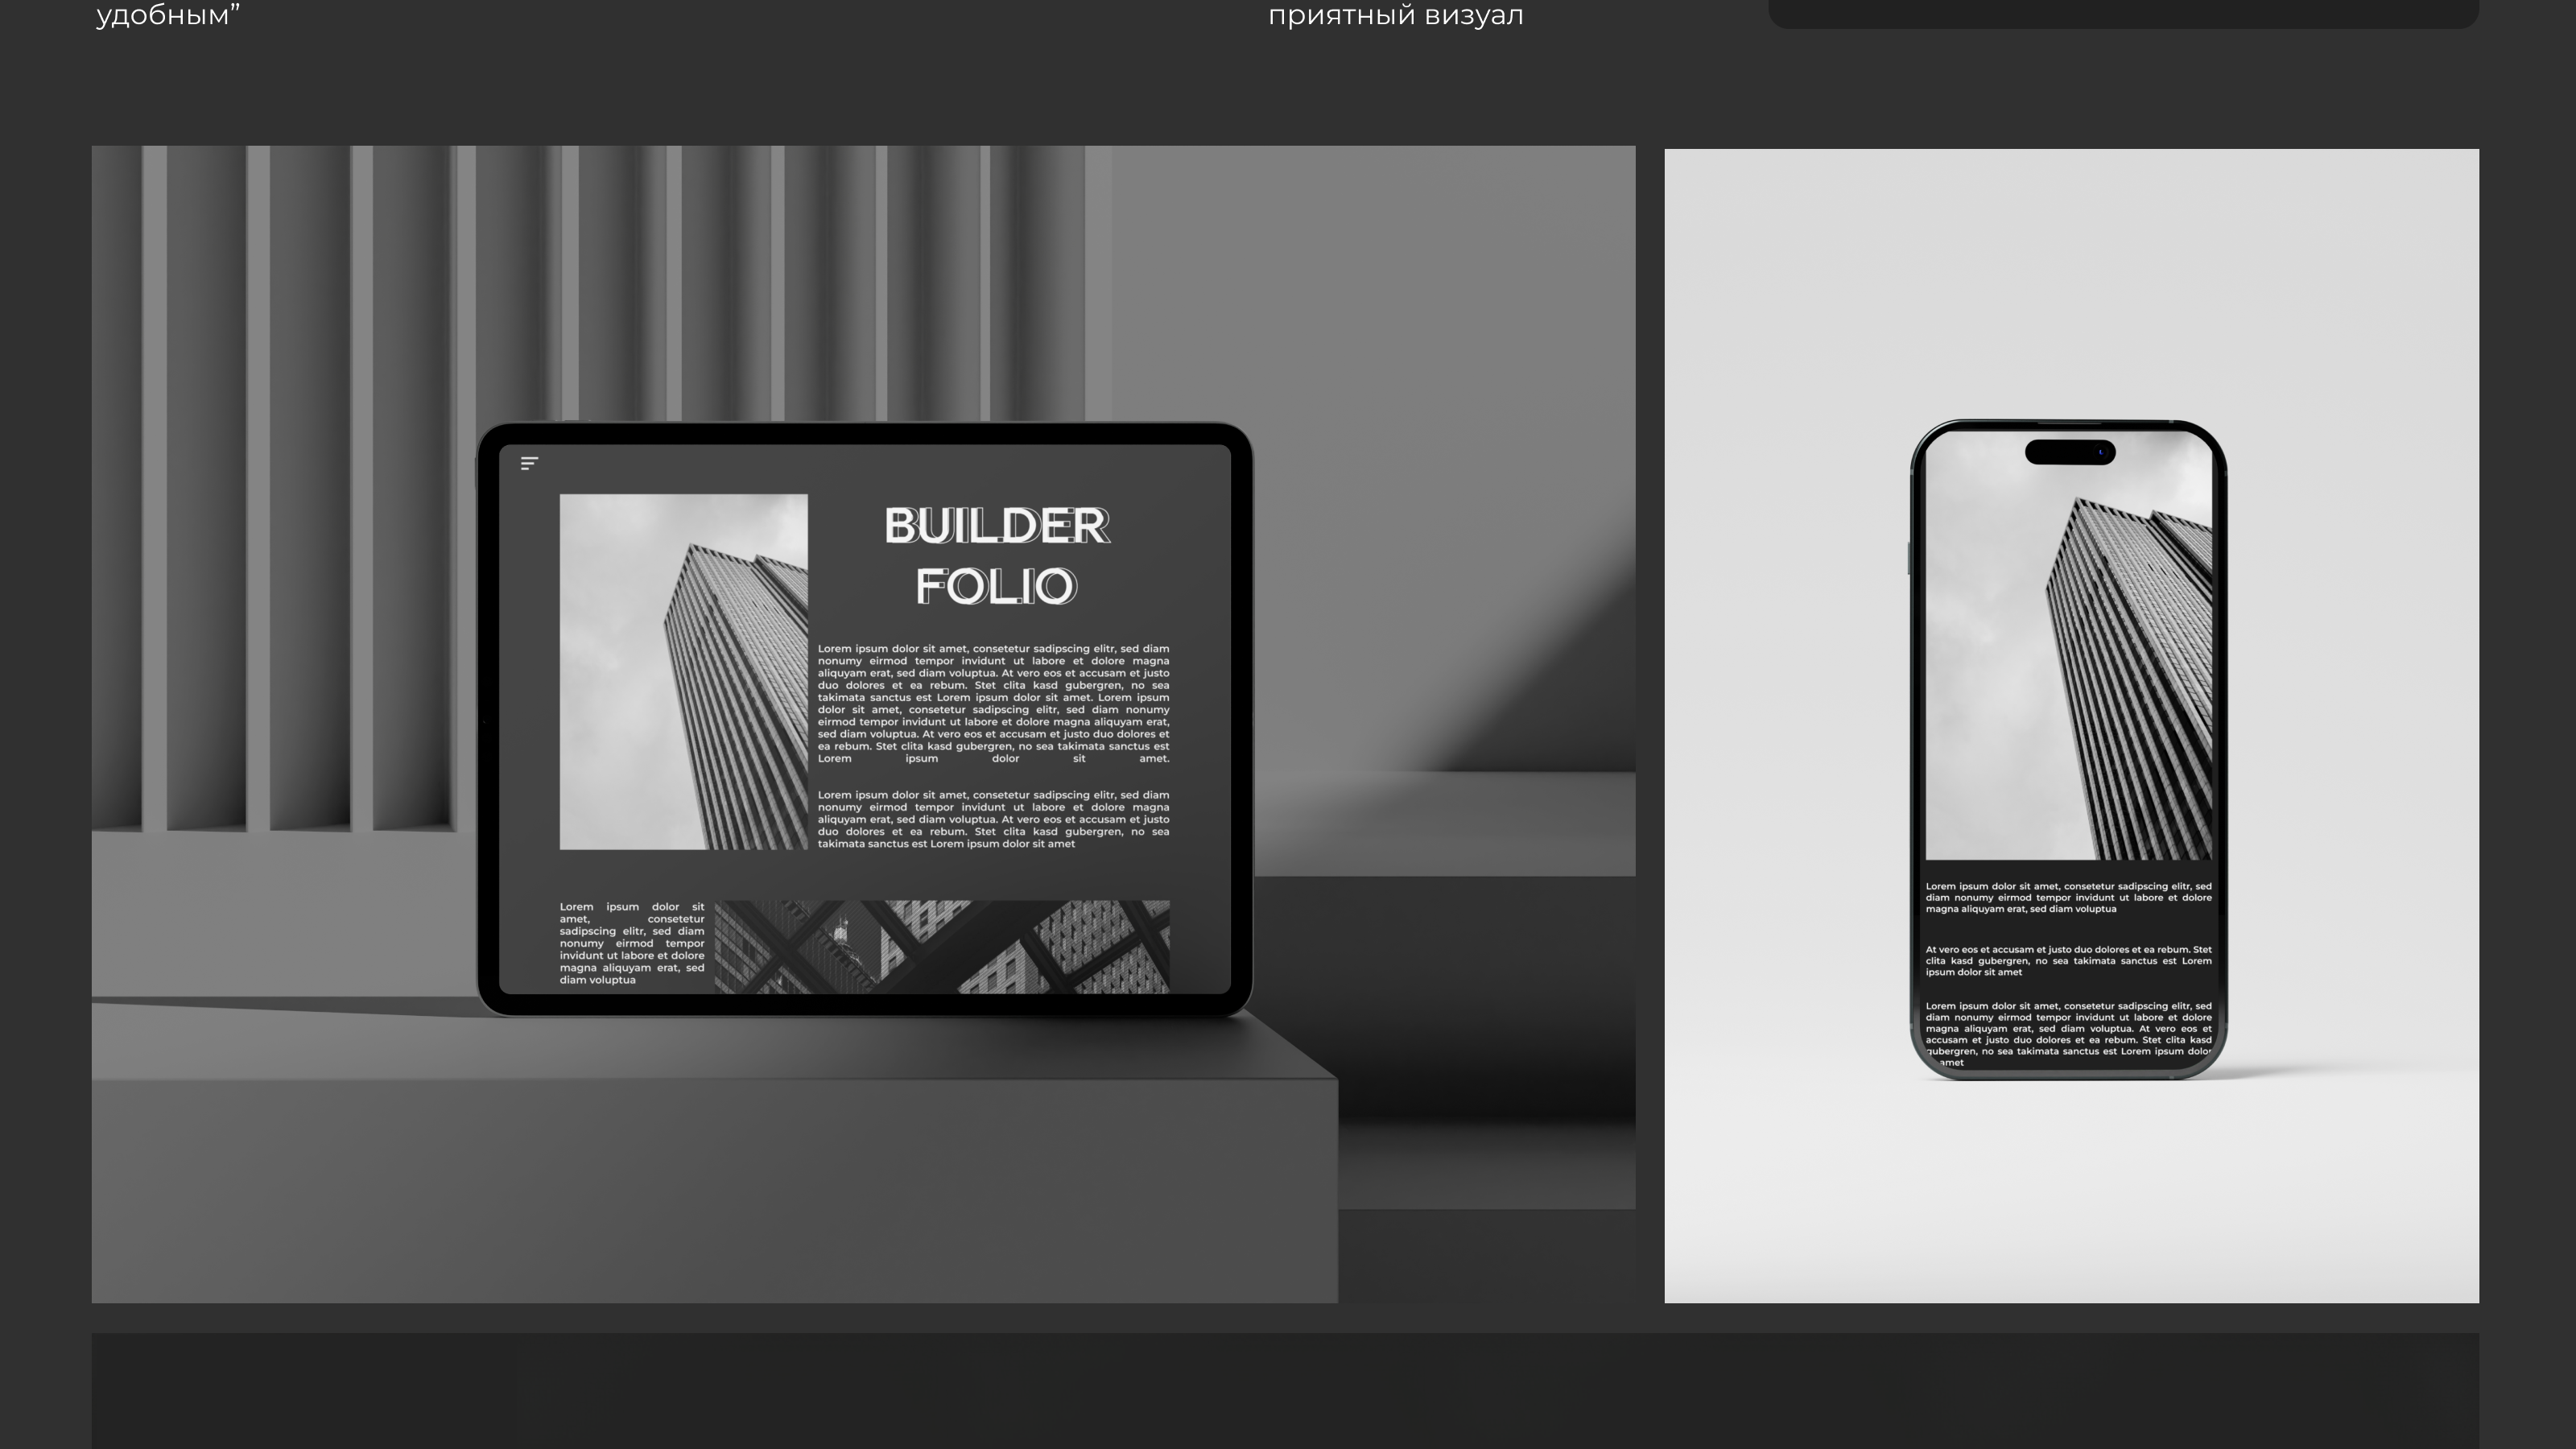 удобным”
приятный визуал
BUILDER
FOLIO
Lorem ipsum dolor sit amet, consetetur sadipscing elitr, sed diam
nonumy eirmod tempor invidunt ut labore et dolore magna
aliquyam erat, sed diam voluptua. At vero eos et accusam et justo
duo dolores et ea rebum. Stet clita kasd gubergren, no sea
takimata sanctus est Lorem ipsum dolor sit amet. Lorem ipsum
dolor sit amet, consetetur sadipscing elitr, sed diam nonumy
eirmod tempor invidunt ut labore et dolore magna aliquyam erat,
sed diam voluptua. At vero eos et accusam et justo duo dolores et
ea rebum. Stet clita kasd gubergren, no sea takimata sanctus est
Lorem ipsum dolor sit amet.
Lorem ipsum dolor sit amet, consetetur sadipscing elitr, sed diam
nonumy eirmod tempor invidunt ut labore et dolore magna
aliquyam erat, sed diam voluptua. At vero eos et accusam et justo
duo dolores et ea rebum. Stet clita kasd gubergren, no sea
takimata sanctus est Lorem ipsum dolor sit amet
Lorem ipsum dolor sit
amet, consetetur
sadipscing elitr, sed diam
nonumy eirmod tempor
invidunt ut labore et dolore
magna aliquyam erat, sed
diam voluptua
Lorem ipsum dolor sit amet, consetetur sadipscing elitr, sed
diam nonumy eirmod tempor invidunt ut labore et dolore
magna aliquyam erat, sed diam voluptua
At vero eos et accusam et justo duo dolores et ea rebum. Stet
clita kasd gubergren, no sea takimata sanctus est Lorem
ipsum dolor sit amet
Lorem ipsum dolor sit amet, consetetur sadipscing elitr, sed
diam nonumy eirmod tempor invidunt ut labore et dolore
magna aliquyam erat, sed diam voluptua. At vero eos et
accusam et justo duo dolores et ea rebum. Stet clita kasd
gubergren, no sea takimata sanctus est Lorem ipsum dolor
amet